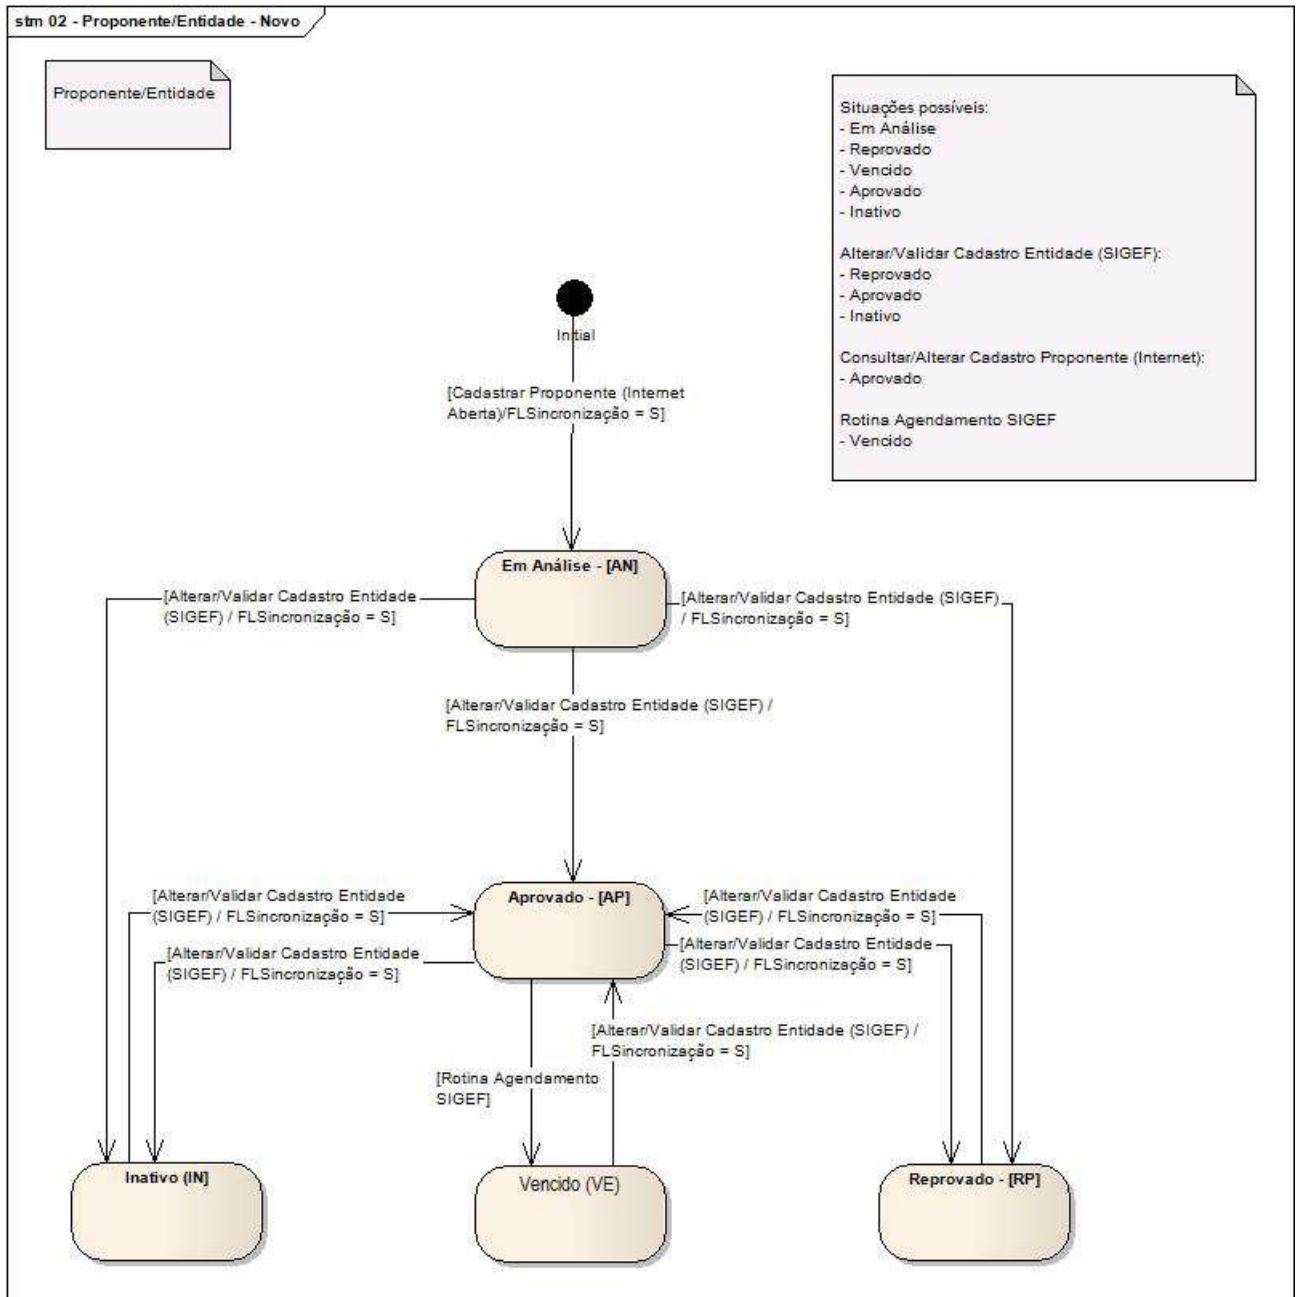 stm 02 - Proponente/Entidade - Novo
Proponente/Entidade
Situações possíveis:
- Em Análise
- Reprovado
- Vencido
- Aprovado
- Inativo
Alterar/Validar Cadastro Entidade (SIGEF):
- Reprovado
- Aprovado
- Inativo
Consultar/Alterar Cadastro Proponente (Internet):
- Aprovado
Rotina Agendamento SIGEF
- Vencido
Initial
[Cadastrar Proponente (Internet
Aberta)/FLSincronização = S]
Em Análise - [AN]
[Alterar/Validar Cadastro Entidade
(SIGEF) / FLSincronização = S]
[Alterar/Validar Cadastro Entidade (SIGEF)
/ FLSincronização = S]
[Alterar/Validar Cadastro Entidade (SIGEF) /
FLSincronização = S]
[Alterar/Validar Cadastro Entidade
(SIGEF) / FLSincronização = S]
Aprovado - [AP]
[Alterar/Validar Cadastro Entidade
(SIGEF) / FLSincronização = S]
[Alterar/Validar Cadastro Entidade
(SIGEF) / FLSincronização = S]
[Alterar/Validar Cadastro Entidade
(SIGEF) / FLSincronização = S]
[Alterar/Validar Cadastro Entidade (SIGEF) /
FLSincronização = S]
[Rotina Agendamento
SIGEF]
Inativo (IN]
Vencido (VE)
Reprovado - [RP]